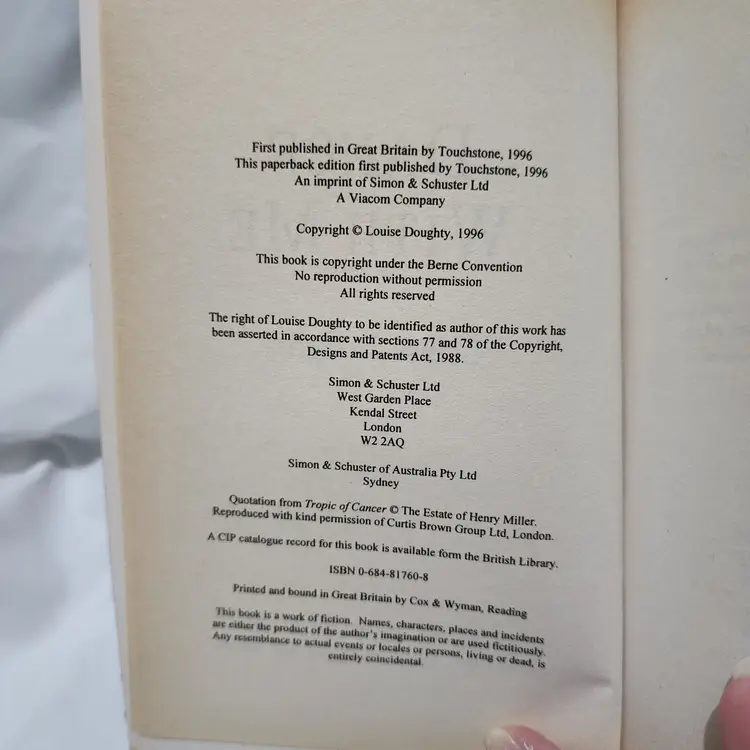 First published in Great Britain by Touchstone, 1996
This paperback edition first published by Touchstone, 1996
An imprint of Simon & Schuster Ltd
A Viacom Company
Copyright © Louise Doughty, 1996
This book is copyright under the Berne Convention
No reproduction without permission
All rights reserved
The right of Louise Doughty to be identified as author of this work has
been asserted in accordance with sections 77 and 78 of the Copyright,
Designs and Patents Act, 1988.
Simon & Schuster Ltd
West Garden Place
Kendal Street
London
W2 2AQ
Simon & Schuster of Australia Pty Ltd
Sydney
Quotation from Tropic of Cancer © The Estate of Henry Miller.
Reproduced with kind permission of Curtis Brown Group Ltd, London.
A CIP catalogue record for this book is available form the British Library.
ISBN 0-684-81760-8
Printed and bound in Great Britain by Cox & Wyman, Reading
This book is a work of fiction. Names, characters, places and incidents
are either the product of the author's imagination or are used fictitiously.
Any resemblance to actual events or locales or persons, living or dead, is
entirely coincidental.